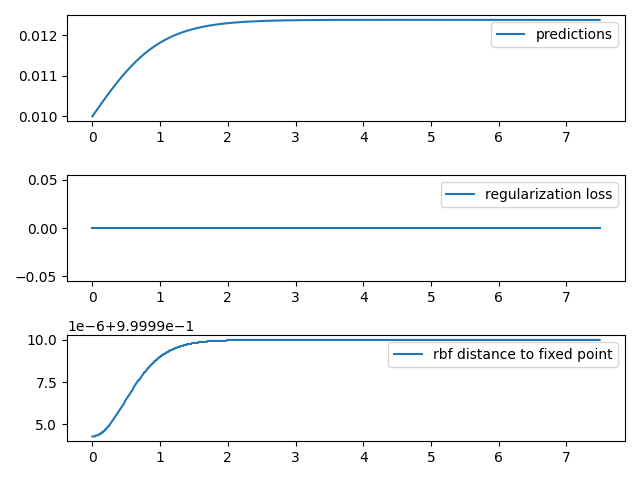 0.012
0.011
0.010
predictions
0 1 2 3 4 5 6 7
0.05
0.00
−0.05
regularization loss
0 1 2 3 4 5 6 7
1e−6+9.9999e−1
10.0
7.5
5.0
rbf distance to fixed point
0 1 2 3 4 5 6 7